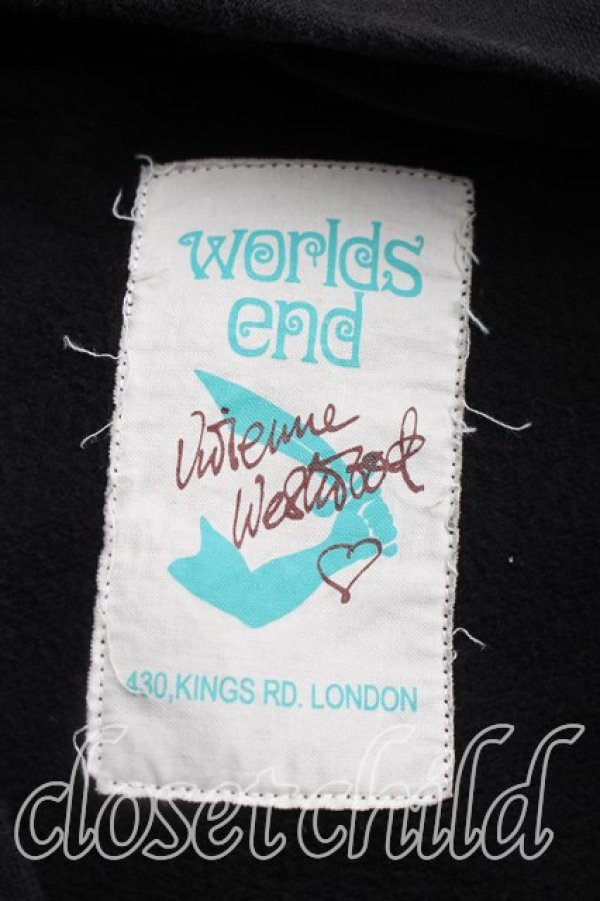 worlds
end
Vivienne
Westwood
430,KINGS RD. LONDON
closet child